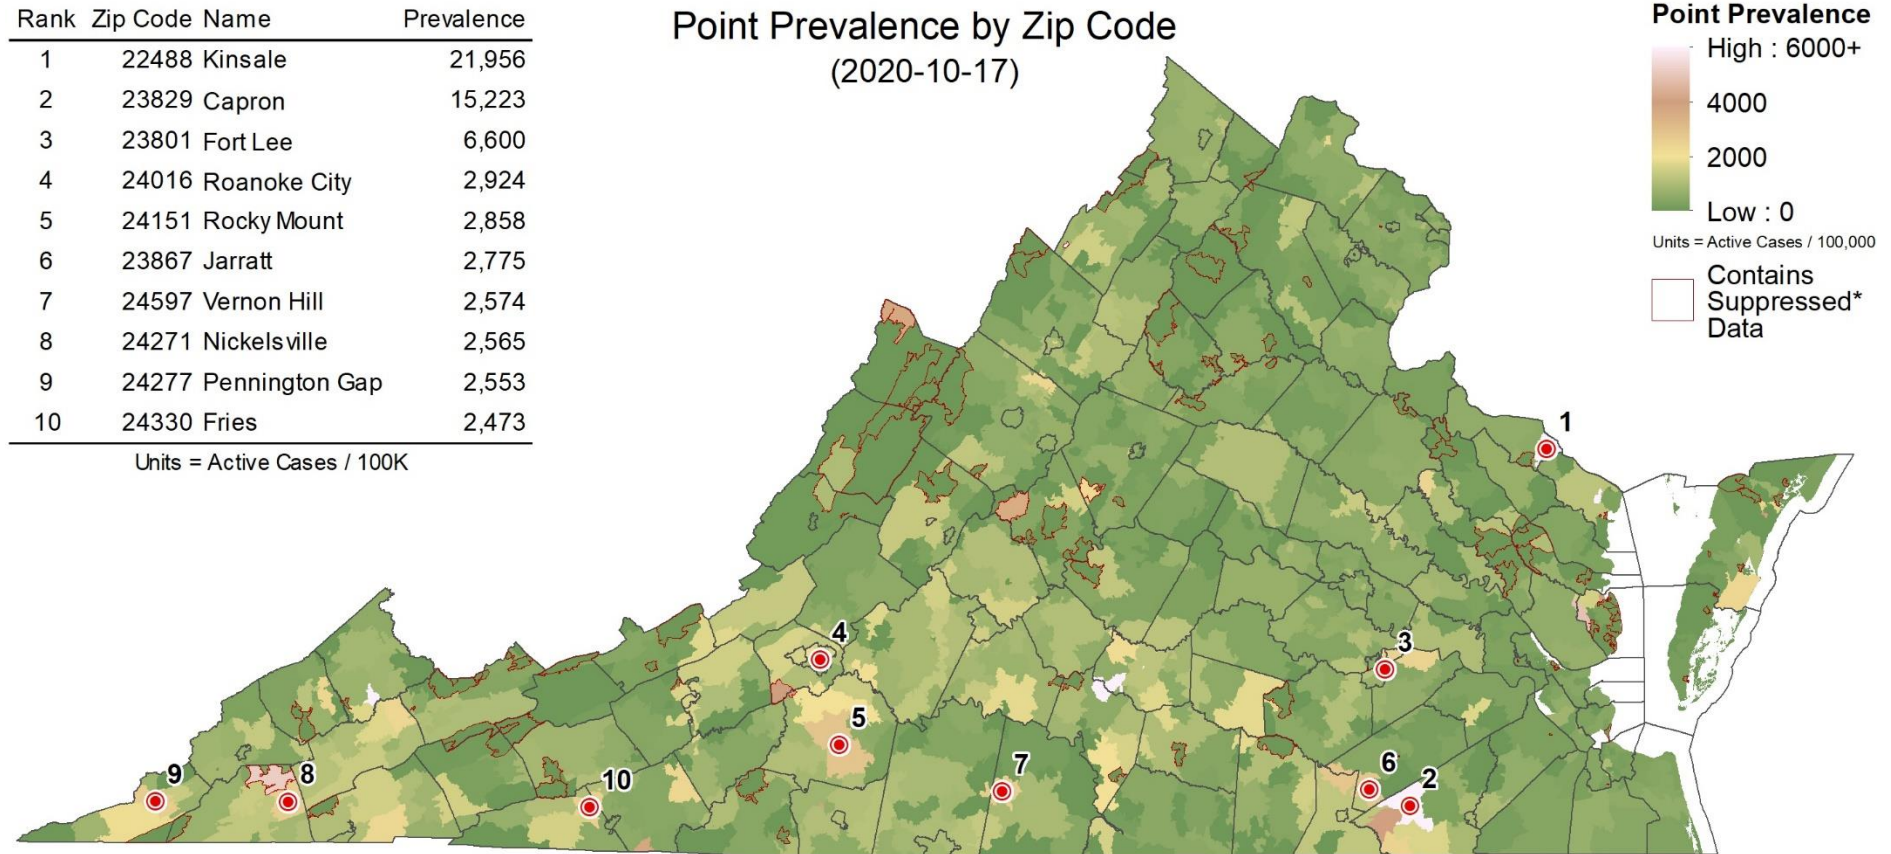 Point Prevalence by Zip Code
(2020-10-17)
Rank Zip Code Name Prevalence
1 22488 Kinsale 21,956
2 23829 Capron 15,223
3 23801 Fort Lee 6,600
4 24016 Roanoke City 2,924
5 24151 Rocky Mount 2,858
6 23867 Jarratt 2,775
7 24597 Vernon Hill 2,574
8 24271 Nickelsville 2,565
9 24277 Pennington Gap 2,553
10 24330 Fries 2,473
Units = Active Cases / 100K
Point Prevalence
High : 6000+
4000
2000
Low : 0
Units = Active Cases / 100,000
Contains
Suppressed*
Data
1
4
3
5
9
8
10
7
6
2